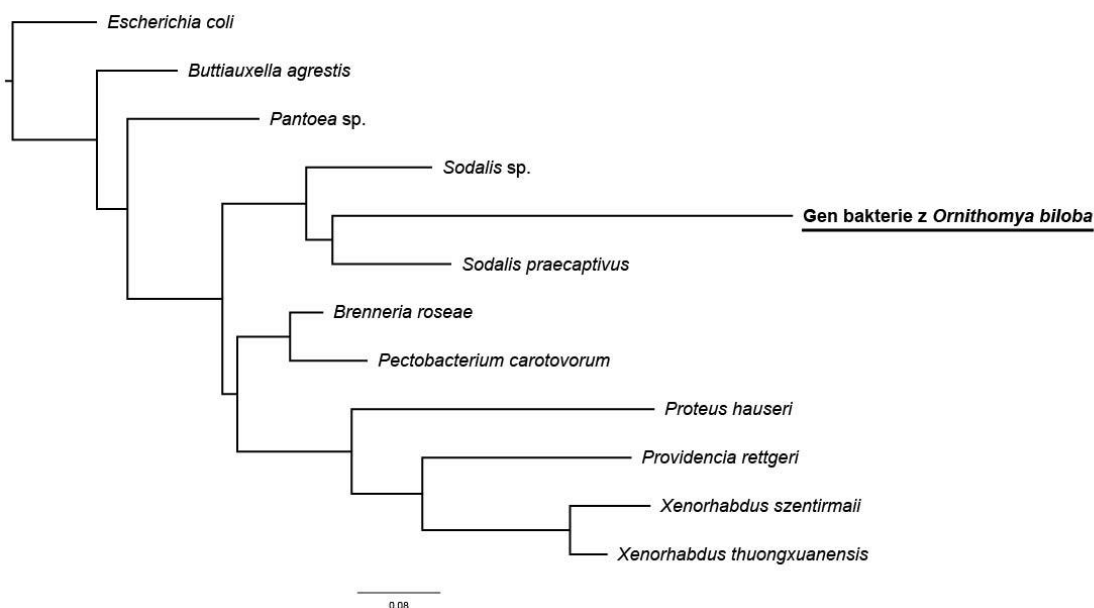 Escherichia coli
Buttiauxella agrestis
Pantoea sp.
Sodalis sp.
Gen bakterie z Ornithomya biloba
Sodalis praecaptivus
Brenneria roseae
Pectobacterium carotovorum
Proteus hauseri
Providencia rettgeri
Xenorhabdus szentirmaii
Xenorhabdus thuongxuanensis
0.08